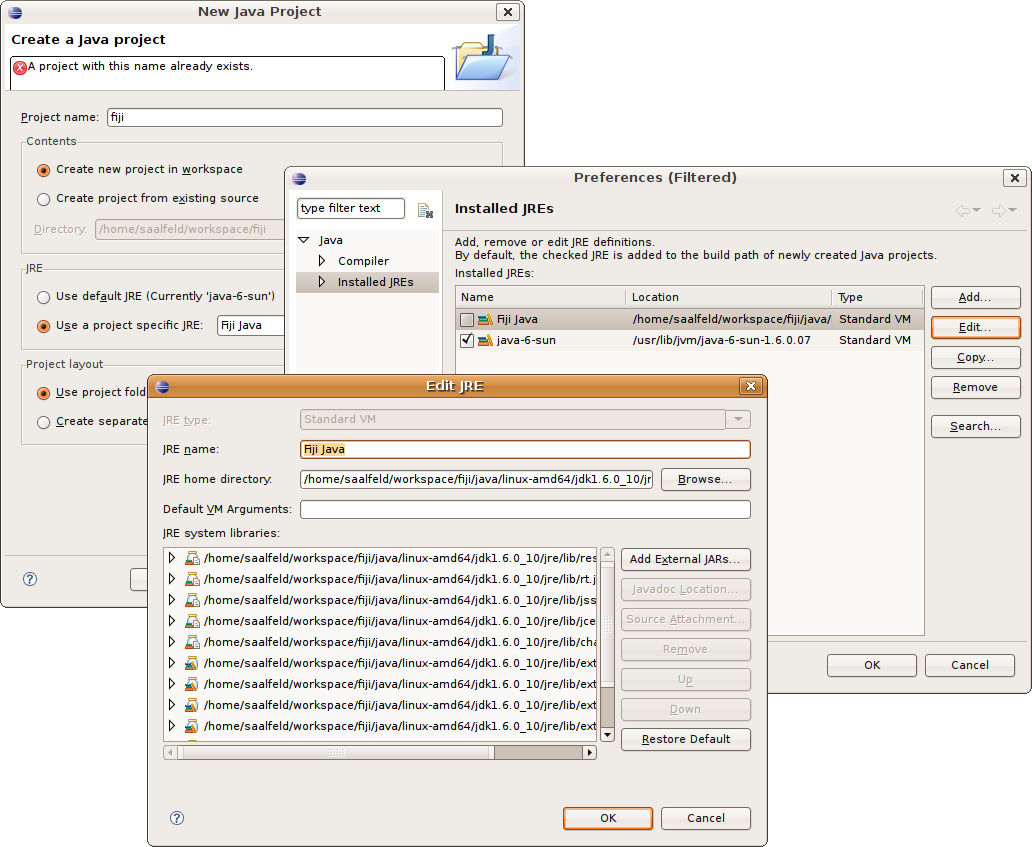 New Java Project
Create a Java project
A project with this name already exists.
Project name: fiji
Contents
Create new project in workspace
Create project from existing source
Directory: /home/saalfeld/workspace/fiji
JRE
Use default JRE (Currently 'java-6-sun')
Use a project specific JRE: Fiji Java
Project layout
Use project fold
Create separate
?
Preferences (Filtered)
type filter text
Java
Compiler
Installed JREs
Installed JREs
Add, remove or edit JRE definitions.
By default, the checked JRE is added to the build path of newly created Java projects.
Installed JREs:
Name Location Type
Fiji Java /home/saalfeld/workspace/fiji/java/ Standard VM
java-6-sun /usr/lib/jvm/java-6-sun-1.6.0.07 Standard VM
Add...
Edit...
Copy...
Remove
Search...
OK Cancel
Edit JRE
JRE type: Standard VM
JRE name: Fiji Java
JRE home directory: /home/saalfeld/workspace/fiji/java/linux-amd64/jdk1.6.0_10/jr Browse...
Default VM Arguments:
JRE system libraries:
/home/saalfeld/workspace/fiji/java/linux-amd64/jdk1.6.0_10/jre/lib/res
/home/saalfeld/workspace/fiji/java/linux-amd64/jdk1.6.0_10/jre/lib/rt.j
/home/saalfeld/workspace/fiji/java/linux-amd64/jdk1.6.0_10/jre/lib/jss
/home/saalfeld/workspace/fiji/java/linux-amd64/jdk1.6.0_10/jre/lib/jce
/home/saalfeld/workspace/fiji/java/linux-amd64/jdk1.6.0_10/jre/lib/cha
/home/saalfeld/workspace/fiji/java/linux-amd64/jdk1.6.0_10/jre/lib/ext
/home/saalfeld/workspace/fiji/java/linux-amd64/jdk1.6.0_10/jre/lib/ext
/home/saalfeld/workspace/fiji/java/linux-amd64/jdk1.6.0_10/jre/lib/ext
/home/saalfeld/workspace/fiji/java/linux-amd64/jdk1.6.0_10/jre/lib/ext
Add External JARs...
Javadoc Location...
Source Attachment...
Remove
Up
Down
Restore Default
?
OK Cancel